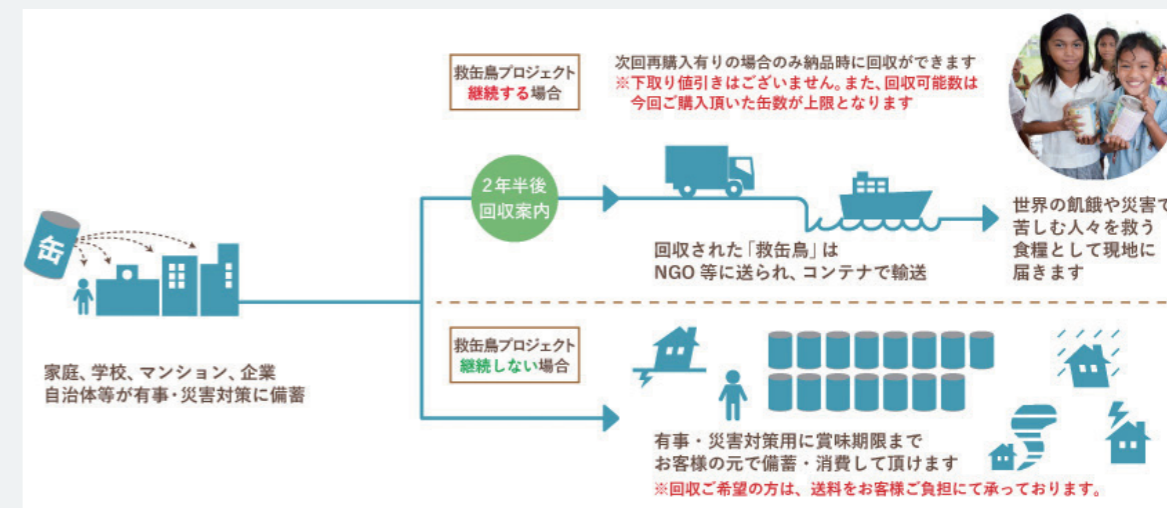 救缶鳥プロジェクト
継続する場合
次回再購入有りの場合のみ納品時に回収ができます
※下取り値引きはございません。また、回収可能数は
今回ご購入頂いた缶数が上限となります
2年半後
回収案内
缶
回収された「救缶鳥」は
NGO 等に送られ、コンテナで輸送
世界の飢餓や災害で
苦しむ人々を救う
食糧として現地に
届きます
家庭、学校、マンション、企業
自治体等が有事・災害対策に備蓄
救缶鳥プロジェクト
継続しない場合
有事・災害対策用に賞味期限まで
お客様の元で備蓄・消費して頂けます
※回収ご希望の方は、送料をお客様ご負担にて承っております。